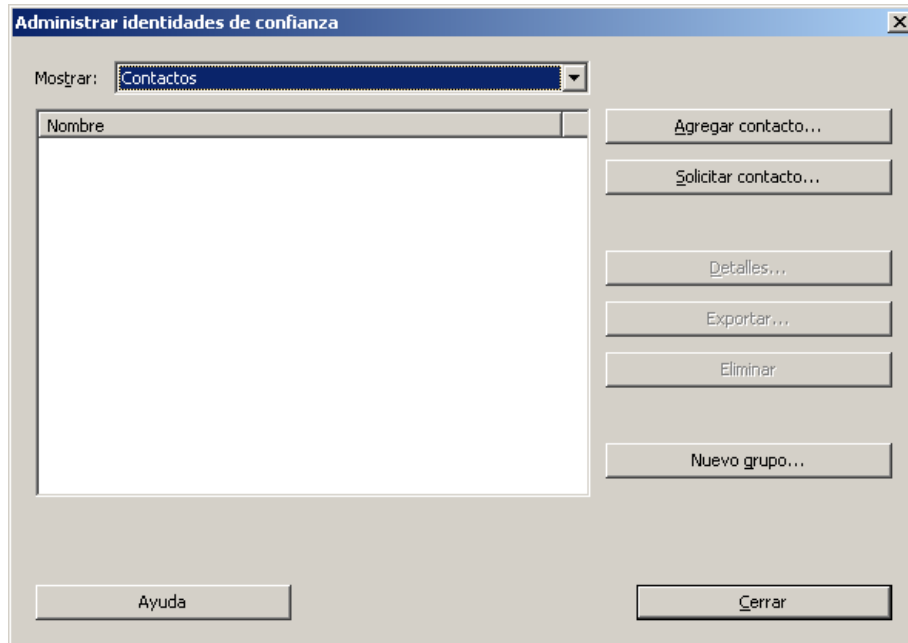 Administrar identidades de confianza
Mostrar: Contactos
Nombre
Agregar contacto...
Solicitar contacto...
Detalles...
Exportar...
Eliminar
Nuevo grupo...
Ayuda
Cerrar